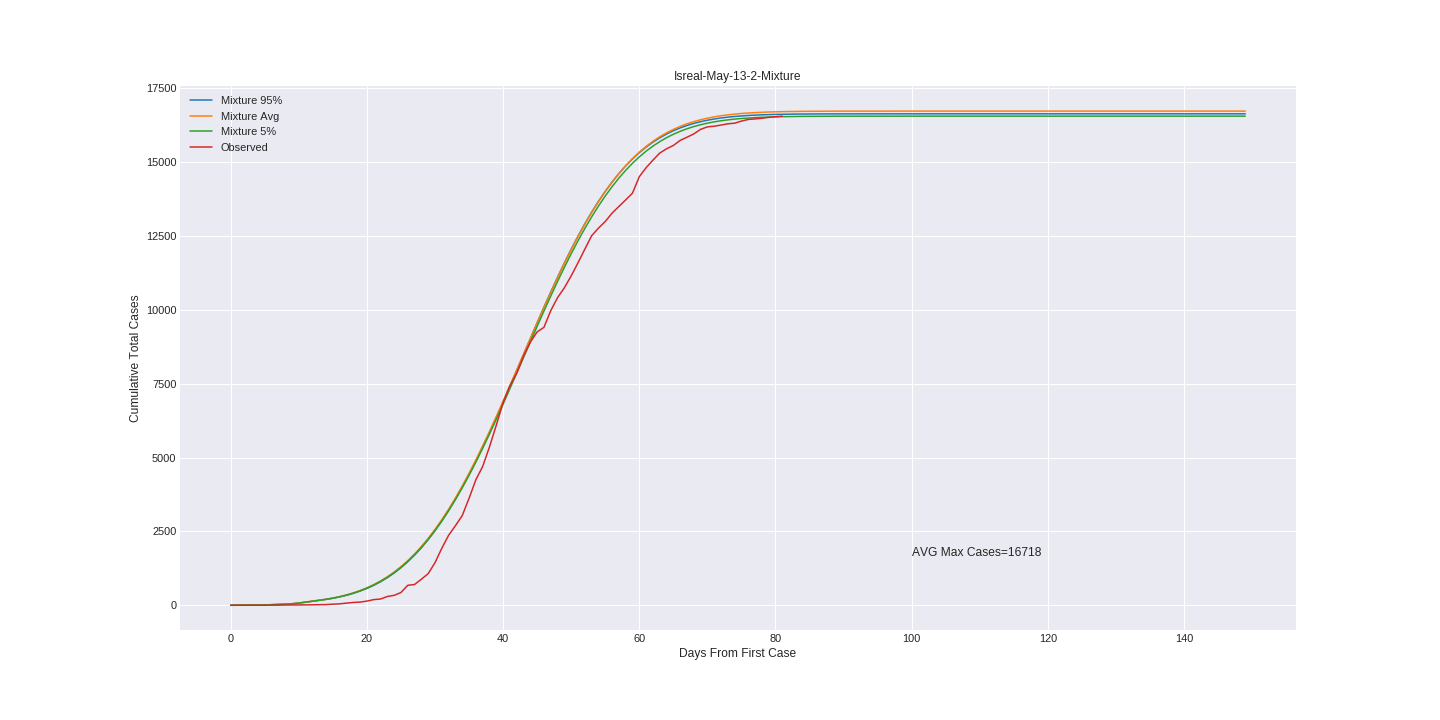 Isreal-May-13-2-Mixture
Mixture 95%
Mixture Avg
Mixture 5%
Observed
17500
15000
12500
10000
7500
5000
2500
0
Cumulative Total Cases
AVG Max Cases=16718
0 20 40 60 80 100 120 140
Days From First Case